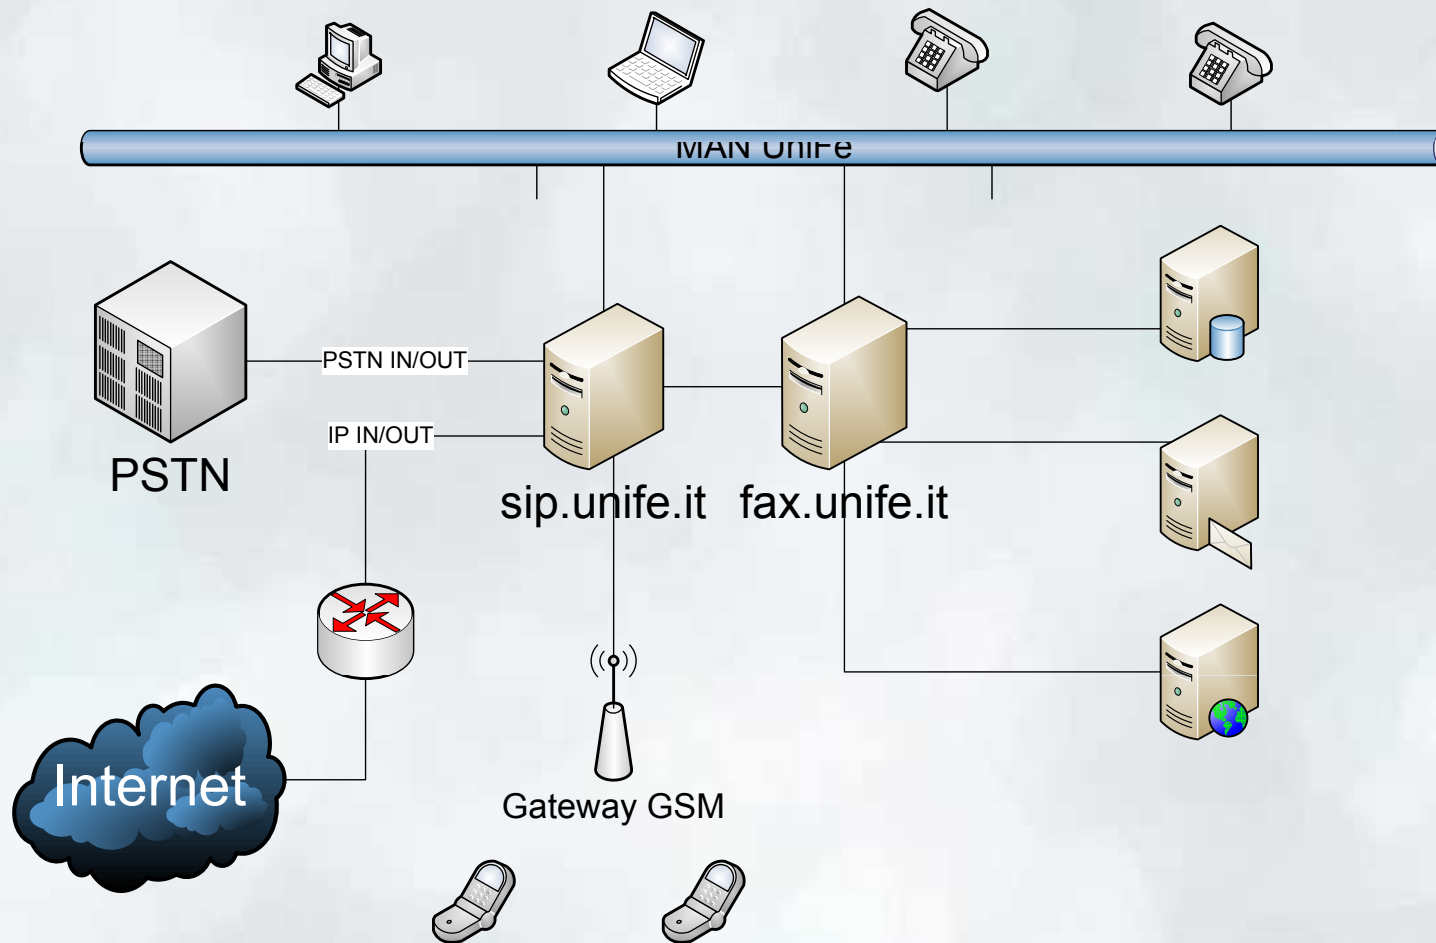 MAN UniFe
PSTN IN/OUT
IP IN/OUT
PSTN
sip.unife.it
fax.unife.it
Internet
Gateway GSM